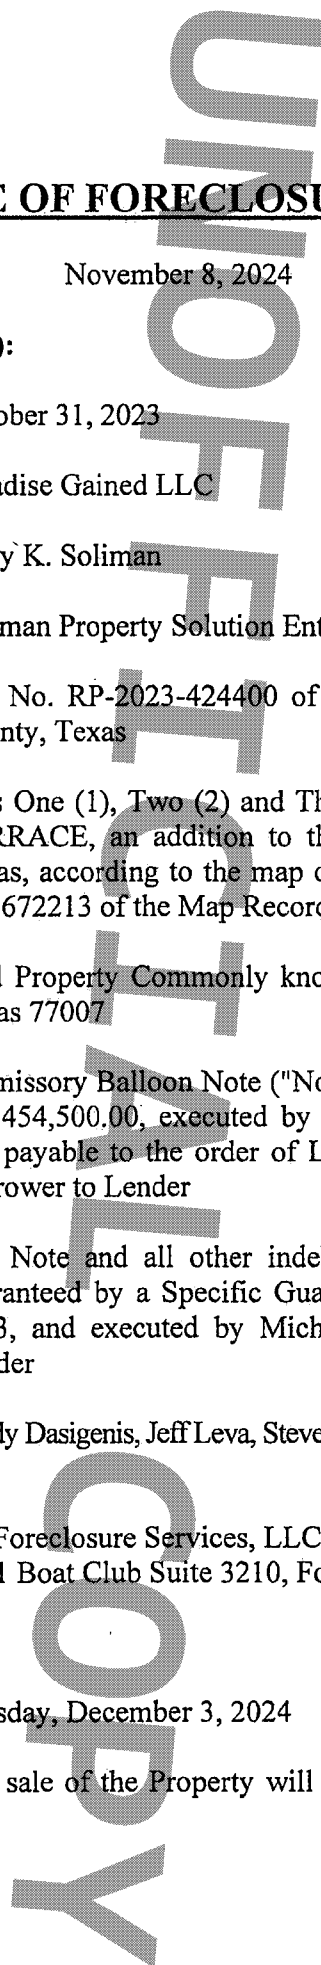 E OF FORECLOSU
November 8, 2024
):
ober 31, 2023
adise Gained LLC
y K. Soliman
man Property Solution Ent
No. RP-2023-424400 of
nty, Texas
s One (1), Two (2) and Th
RRACE, an addition to th
as, according to the map o
672213 of the Map Record
d Property Commonly kno
as 77007
missory Balloon Note ("No
454,500.00, executed by
payable to the order of L
rower to Lender
Note and all other indel
ranteed by a Specific Gua
3, and executed by Mich
der
ly Dasigenis, Jeff Leva, Steve
Foreclosure Services, LLC
1 Boat Club Suite 3210, Fo
sday, December 3, 2024
sale of the Property will
UNOFFICIAL COPY